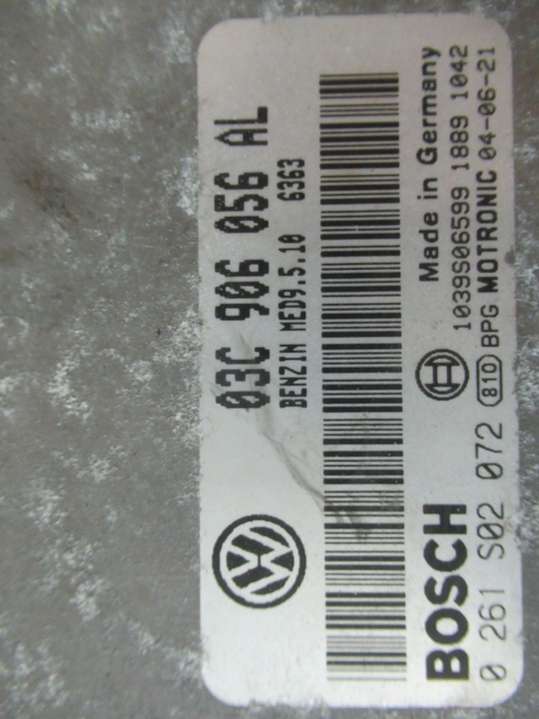 03C 906 056 AL
BENZIN MED9.5.10 6363
BOSCH
Made in Germany
0 261 S02 072
1039S06599 1889 1042
810 BPG MOTRONIC 04-06-21